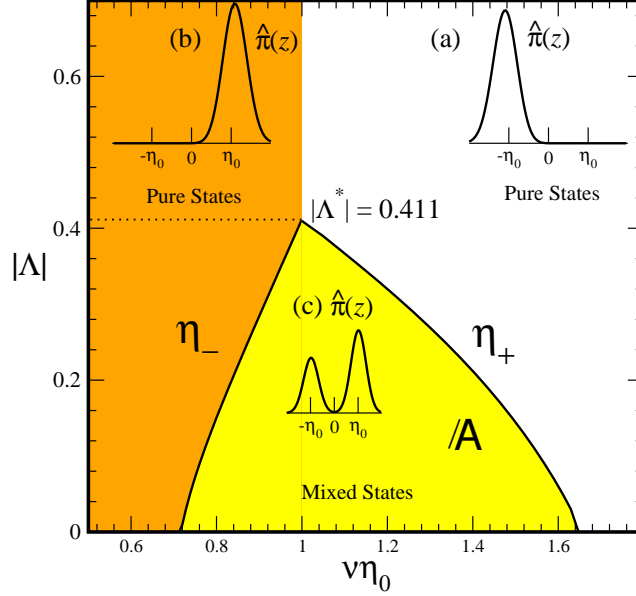 (b) π̂(z)
-η₀ 0 η₀
Pure States
(a) π̂(z)
-η₀ 0 η₀
Pure States
|Λ*| = 0.411
(c) π̂(z)
-η₀ 0 η₀
η₋
η₊
/A
Mixed States
|Λ|
0.6
0.4
0.2
0
0.6 0.8 1 1.2 1.4 1.6
νη₀